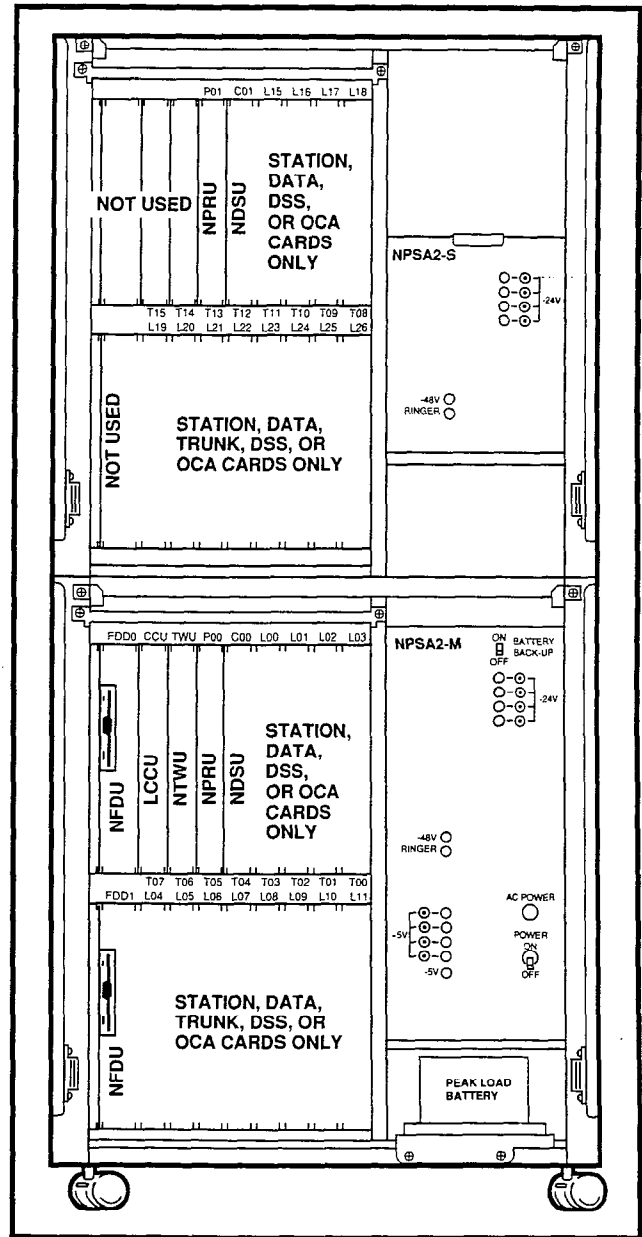 P01 C01 L15 L16 L17 L18
NOT USED
NPRU
NDSU
STATION,
DATA,
DSS,
OR OCA
CARDS
ONLY
NPSA2-S
-24V
-48V
RINGER
T15 T14 T13 T12 T11 T10 T09 T08
L19 L20 L21 L22 L23 L24 L25 L26
NOT USED
STATION, DATA,
TRUNK, DSS, OR
OCA CARDS ONLY
FDD0 CCU TWU P00 C00 L00 L01 L02 L03
NFDU
LCCU
NTWU
NPRU
NDSU
STATION,
DATA,
DSS,
OR OCA
CARDS
ONLY
NPSA2-M
ON
OFF
BATTERY
BACK-UP
-24V
-48V
RINGER
T07 T06 T05 T04 T03 T02 T01 T00
FDD1 L04 L05 L06 L07 L08 L09 L10 L11
NFDU
STATION, DATA,
TRUNK, DSS, OR
OCA CARDS ONLY
-5V
-5V
AC POWER
POWER
ON
OFF
PEAK LOAD
BATTERY